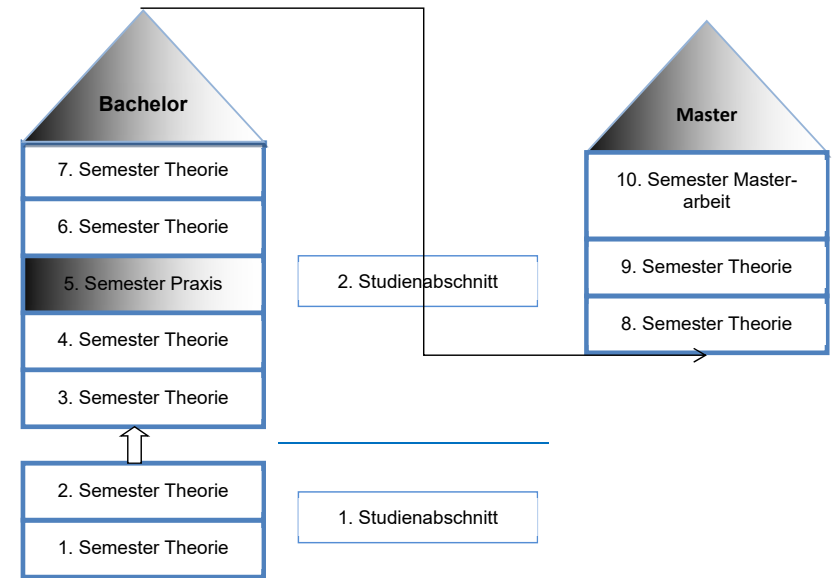 Bachelor
7. Semester Theorie
6. Semester Theorie
5. Semester Praxis
4. Semester Theorie
3. Semester Theorie
2. Semester Theorie
1. Semester Theorie
2. Studienabschnitt
1. Studienabschnitt
Master
10. Semester Master-
arbeit
9. Semester Theorie
8. Semester Theorie